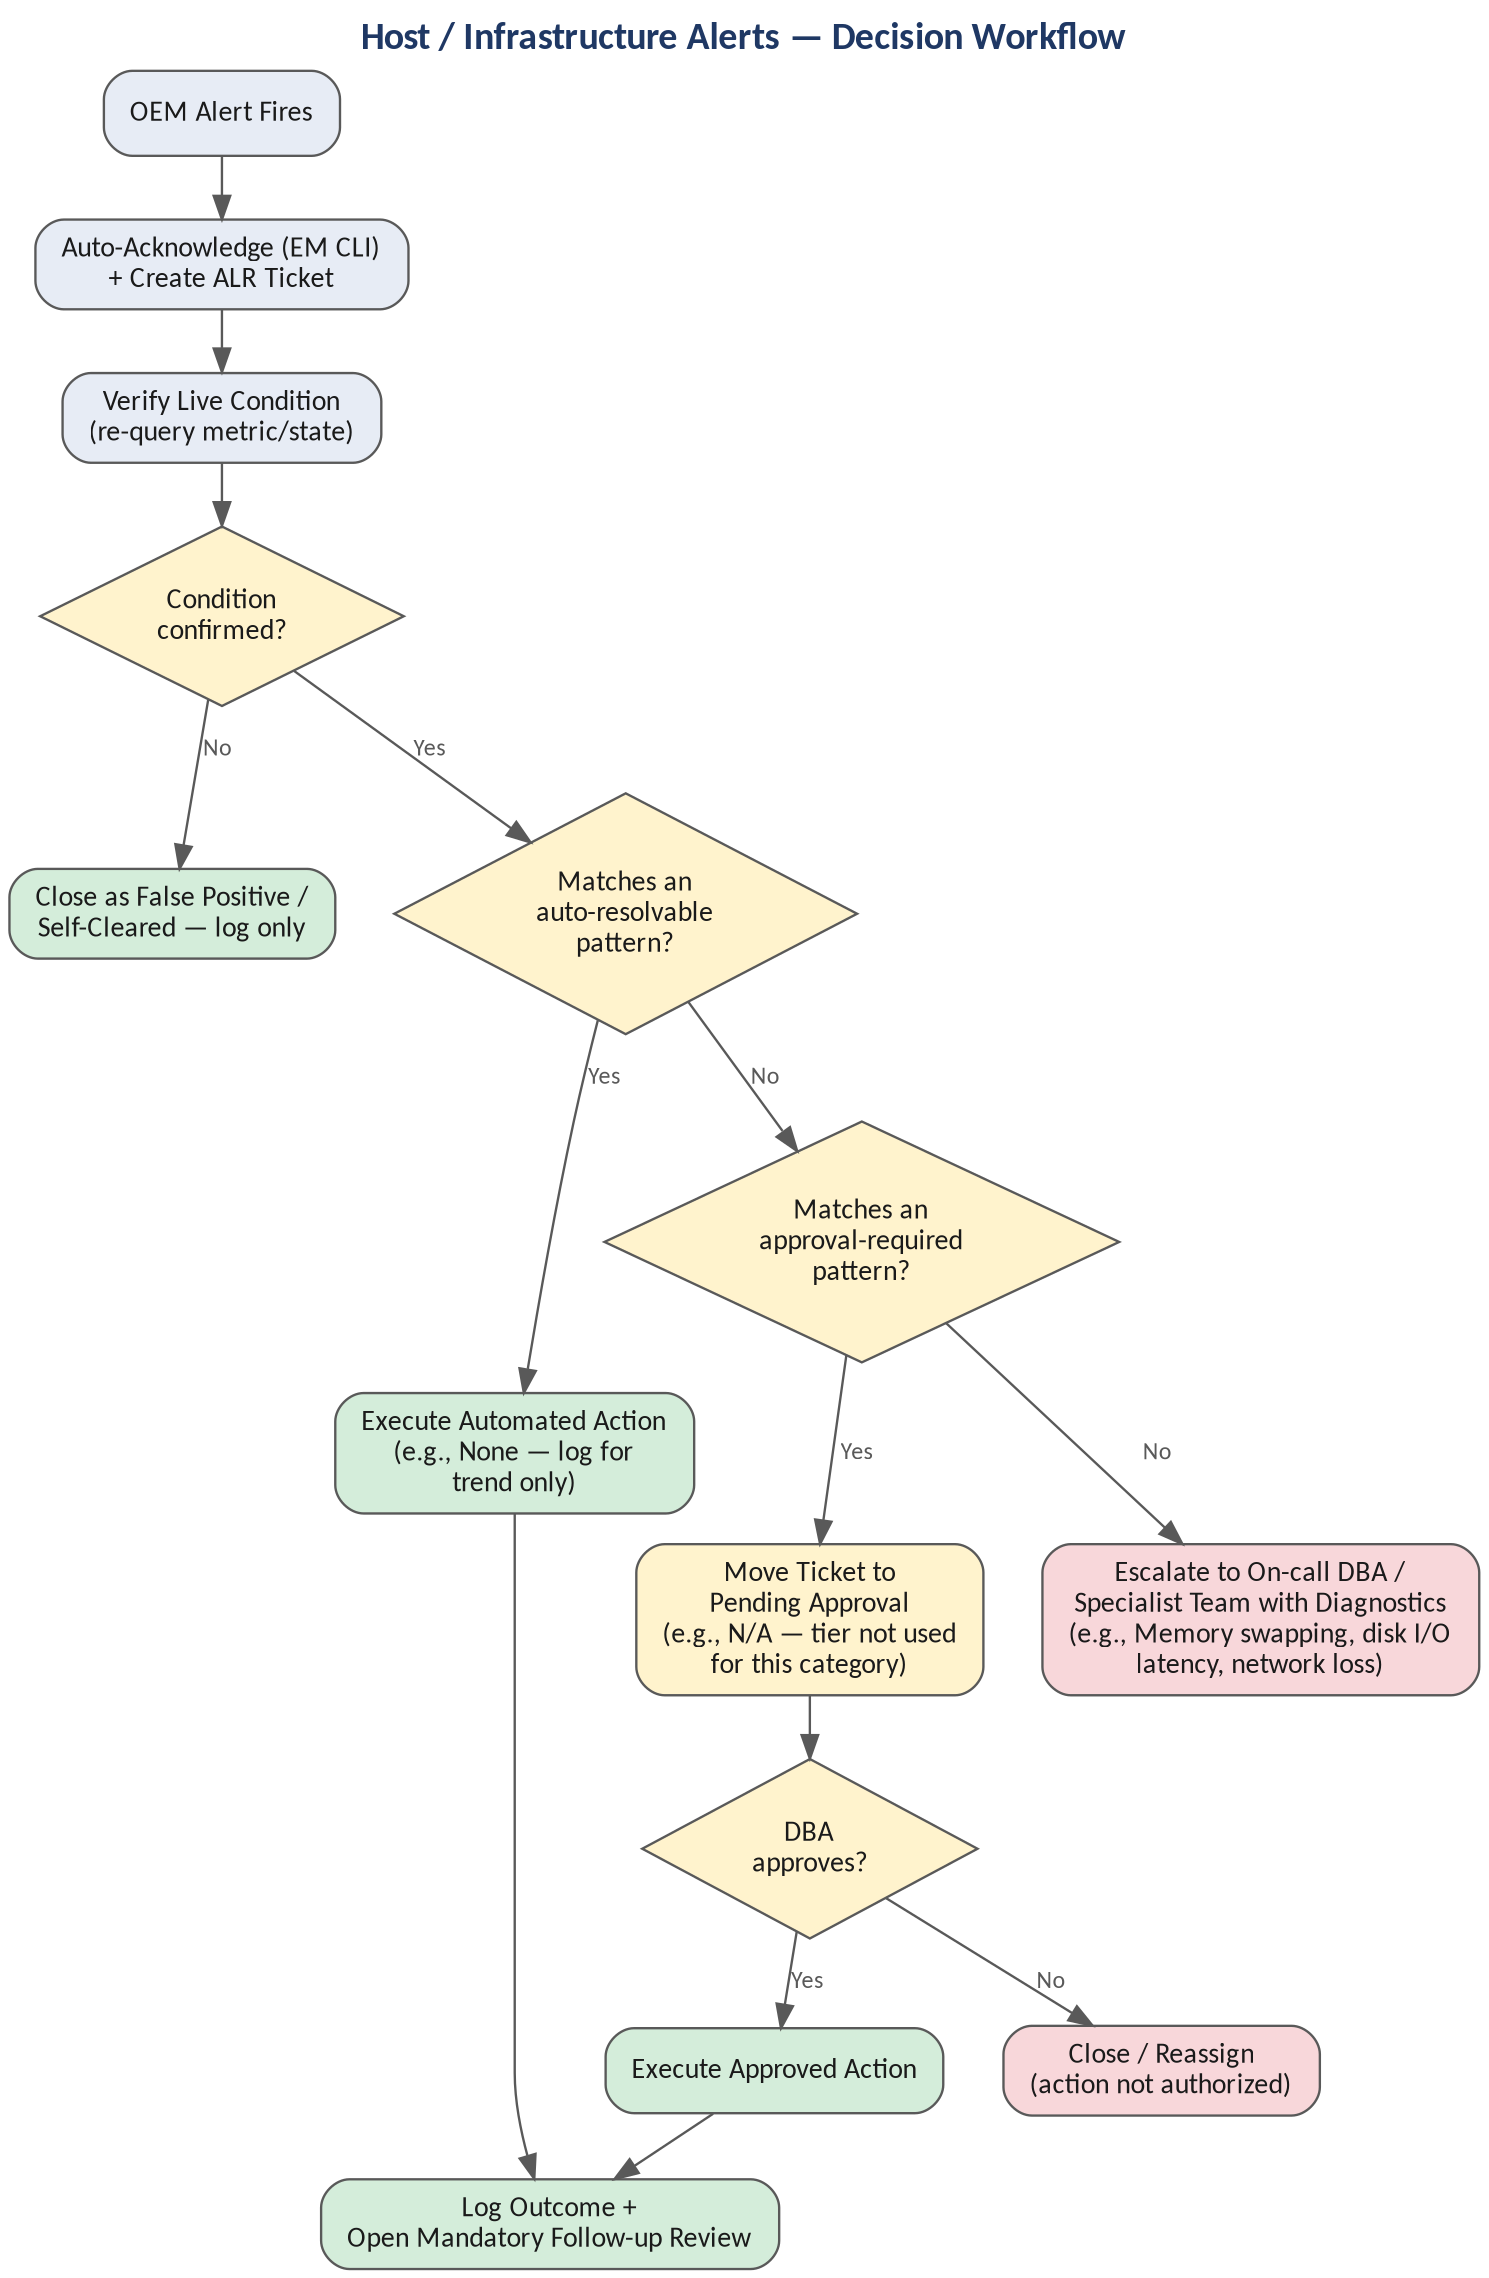 Host / Infrastructure Alerts — Decision Workflow
OEM Alert Fires
Auto-Acknowledge (EM CLI)
+ Create ALR Ticket
Verify Live Condition
(re-query metric/state)
Condition
confirmed?
No
Yes
Close as False Positive /
Self-Cleared — log only
Matches an
auto-resolvable
pattern?
Yes
No
Matches an
approval-required
pattern?
Execute Automated Action
(e.g., None — log for
trend only)
Yes
No
Move Ticket to
Pending Approval
(e.g., N/A — tier not used
for this category)
Escalate to On-call DBA /
Specialist Team with Diagnostics
(e.g., Memory swapping, disk I/O
latency, network loss)
DBA
approves?
Yes
No
Execute Approved Action
Close / Reassign
(action not authorized)
Log Outcome +
Open Mandatory Follow-up Review